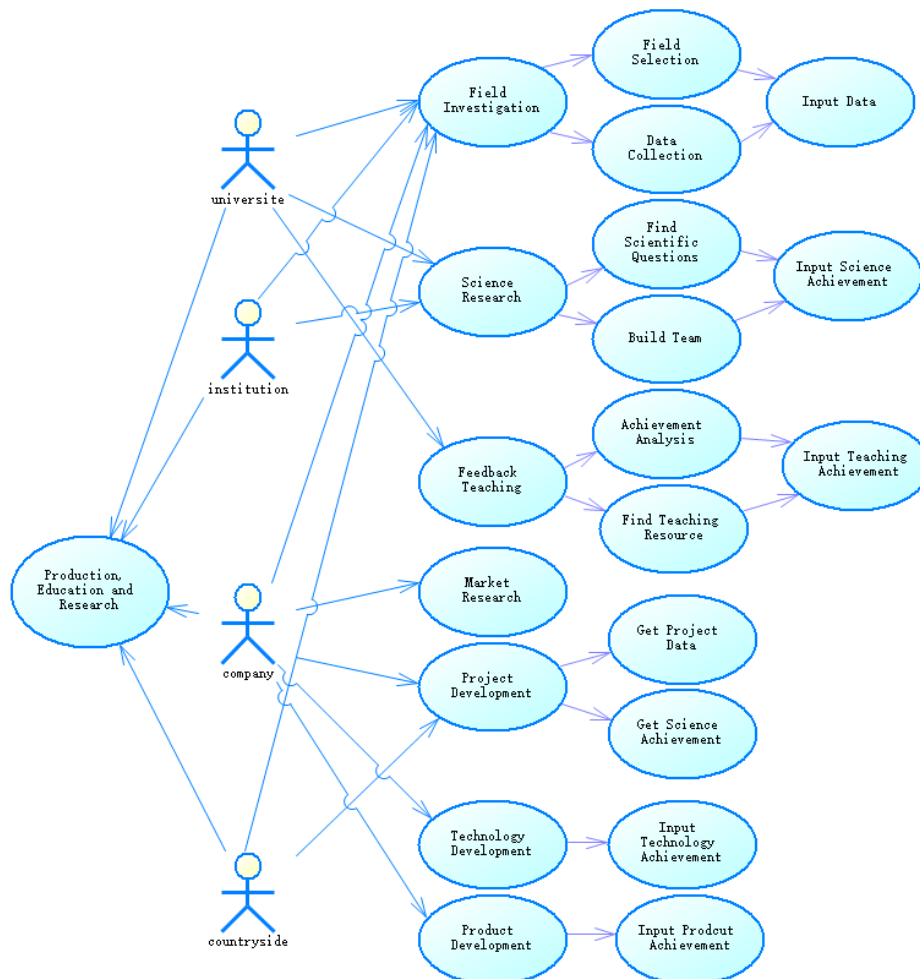 Field
Selection
Field
Investigation
Input Data
Data
Collection
universite
Find
Scientific
Questions
Science
Research
Input Science
Achievement
Build Team
institution
Achievement
Analysis
Feedback
Teaching
Input Teaching
Achievement
Find Teaching
Resource
Production,
Education and
Research
Market
Research
Get Project
Data
company
Project
Development
Get Science
Achievement
Technology
Development
Input
Technology
Achievement
countryside
Product
Development
Input Prodcut
Achievement